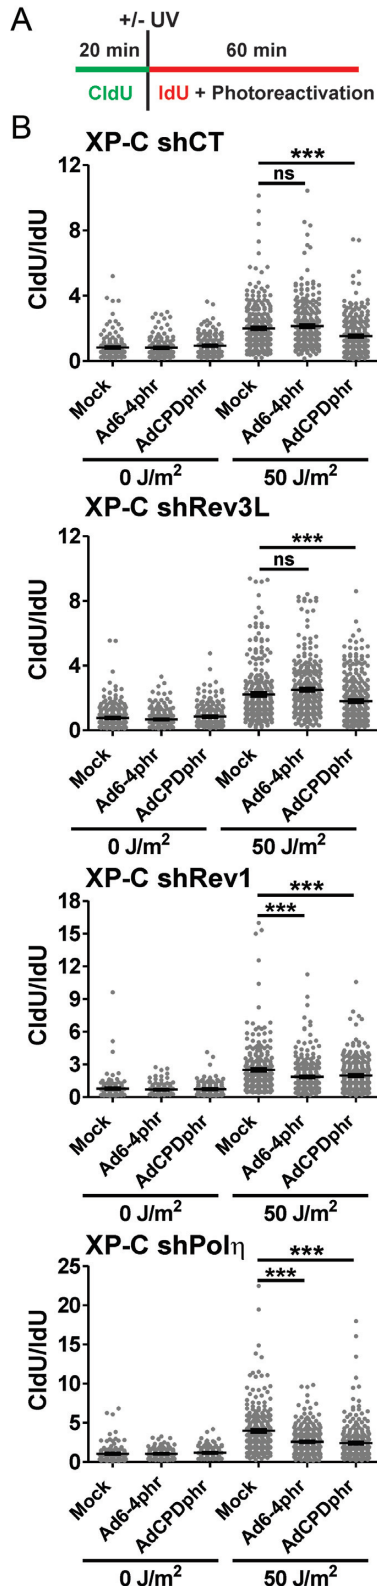 A
+/- UV
20 min 60 min
CldU IdU + Photoreactivation
B
XP-C shCT
CldU/IdU
12
8
4
0
***
ns
Mock Ad6-4phr AdCPDphr Mock Ad6-4phr AdCPDphr
0 J/m² 50 J/m²
XP-C shRev3L
CldU/IdU
12
8
4
0
***
ns
Mock Ad6-4phr AdCPDphr Mock Ad6-4phr AdCPDphr
0 J/m² 50 J/m²
XP-C shRev1
CldU/IdU
18
15
12
9
6
3
0
***
***
Mock Ad6-4phr AdCPDphr Mock Ad6-4phr AdCPDphr
0 J/m² 50 J/m²
XP-C shPolη
CldU/IdU
25
20
15
10
5
0
***
***
Mock Ad6-4phr AdCPDphr Mock Ad6-4phr AdCPDphr
0 J/m² 50 J/m²